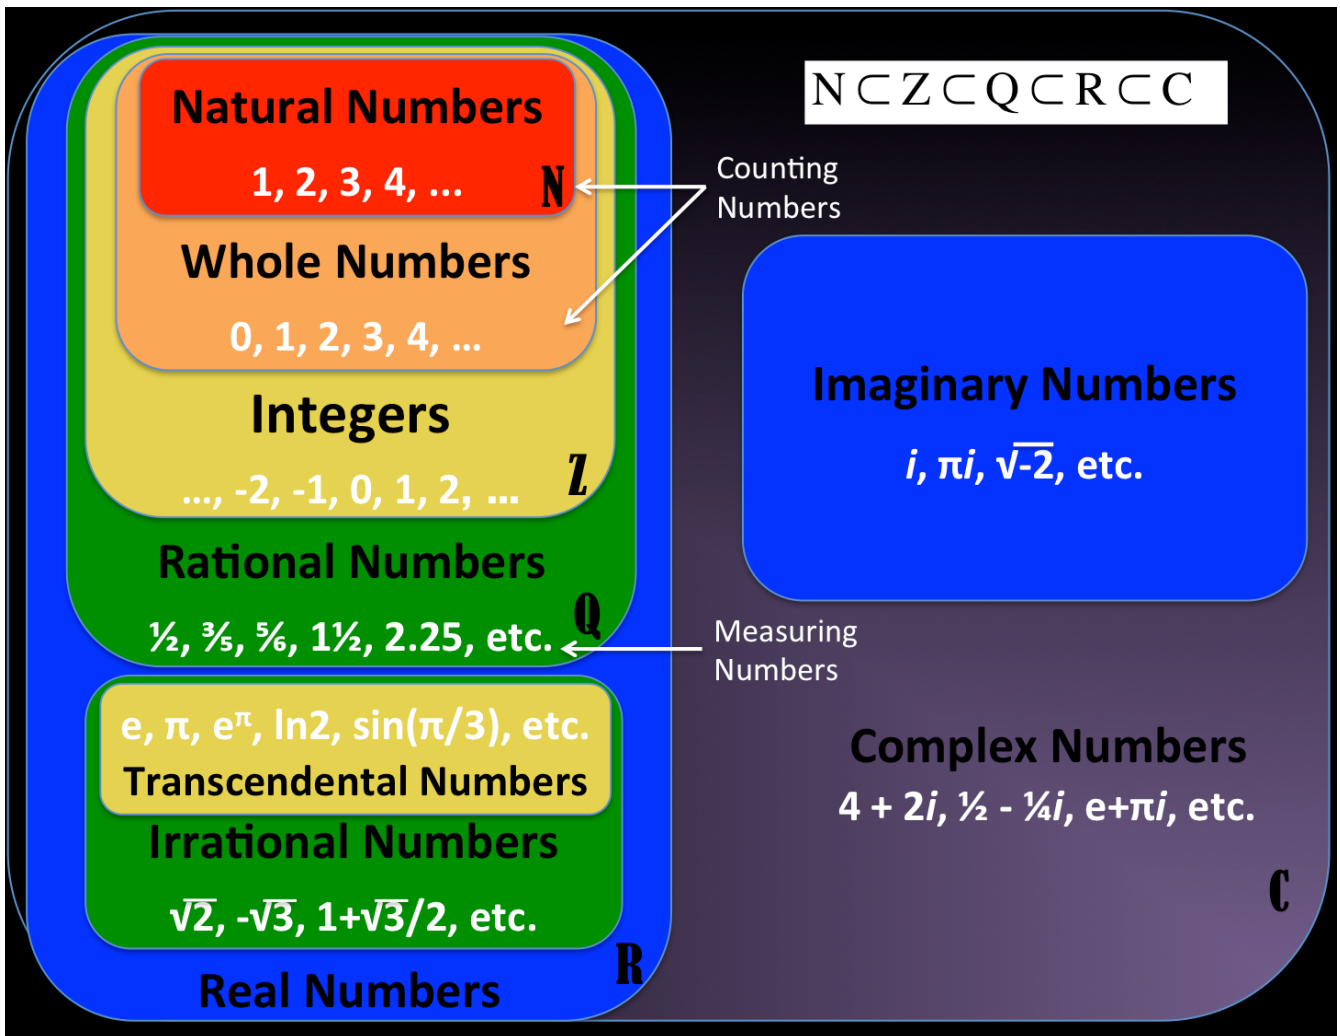 Natural Numbers
1, 2, 3, 4, ...
N
Whole Numbers
0, 1, 2, 3, 4, ...
Integers
..., -2, -1, 0, 1, 2, ...
Z
Rational Numbers
½, ⅗, ⅚, 1½, 2.25, etc.
Q
e, π, e^π, ln2, sin(π/3), etc.
Transcendental Numbers
Irrational Numbers
√2, -√3, 1+√3/2, etc.
R
Real Numbers
N ⊂ Z ⊂ Q ⊂ R ⊂ C
Counting
Numbers
Imaginary Numbers
i, πi, √-2, etc.
Measuring
Numbers
Complex Numbers
4 + 2i, ½ - ¼i, e+πi, etc.
C